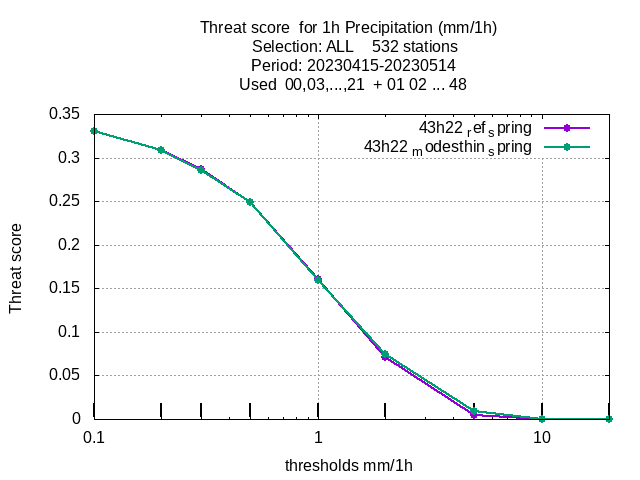 Threat score  for 1h Precipitation (mm/1h)
Selection: ALL    532 stations
Period: 20230415-20230514
Used  00,03,...,21  + 01 02 ... 48
0.35
0.3
0.25
0.2
0.15
0.1
0.05
0
Threat score
43h22 ref spring
43h22 modesthin spring
0.1
1
10
thresholds mm/1h